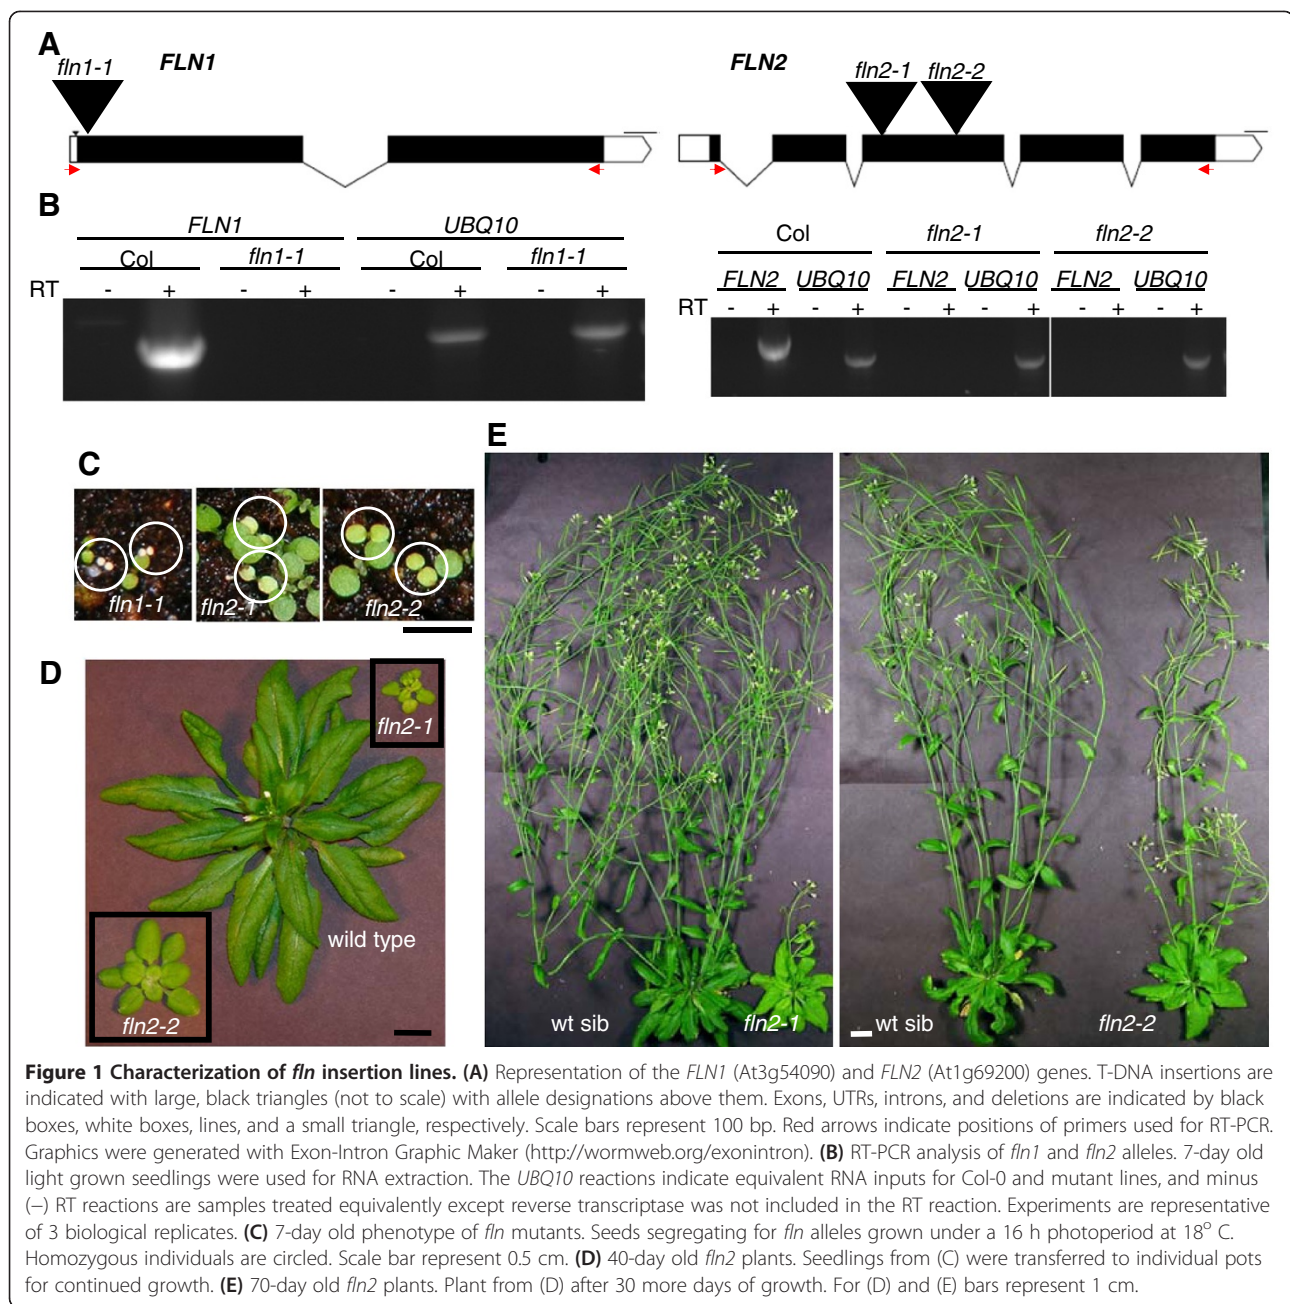 A
fln1-1
FLN1
FLN2
fln2-1
fln2-2
B
FLN1
UBQ10
Col
fln1-1
Col
fln1-1
RT - + - + - + - +
Col
fln2-1
fln2-2
FLN2 UBQ10 FLN2 UBQ10 FLN2 UBQ10
RT - + - + - + - + - + - +
C
fln1-1
fln2-1
fln2-2
D
fln2-1
wild type
fln2-2
E
wt sib
fln2-1
wt sib
fln2-2
Figure 1 Characterization of fln insertion lines. (A) Representation of the FLN1 (At3g54090) and FLN2 (At1g69200) genes. T-DNA insertions are
indicated with large, black triangles (not to scale) with allele designations above them. Exons, UTRs, introns, and deletions are indicated by black
boxes, white boxes, lines, and a small triangle, respectively. Scale bars represent 100 bp. Red arrows indicate positions of primers used for RT-PCR.
Graphics were generated with Exon-Intron Graphic Maker (http://wormweb.org/exonintron). (B) RT-PCR analysis of fln1 and fln2 alleles. 7-day old
light grown seedlings were used for RNA extraction. The UBQ10 reactions indicate equivalent RNA inputs for Col-0 and mutant lines, and minus
(−) RT reactions are samples treated equivalently except reverse transcriptase was not included in the RT reaction. Experiments are representative
of 3 biological replicates. (C) 7-day old phenotype of fln mutants. Seeds segregating for fln alleles grown under a 16 h photoperiod at 18° C.
Homozygous individuals are circled. Scale bar represent 0.5 cm. (D) 40-day old fln2 plants. Seedlings from (C) were transferred to individual pots
for continued growth. (E) 70-day old fln2 plants. Plant from (D) after 30 more days of growth. For (D) and (E) bars represent 1 cm.